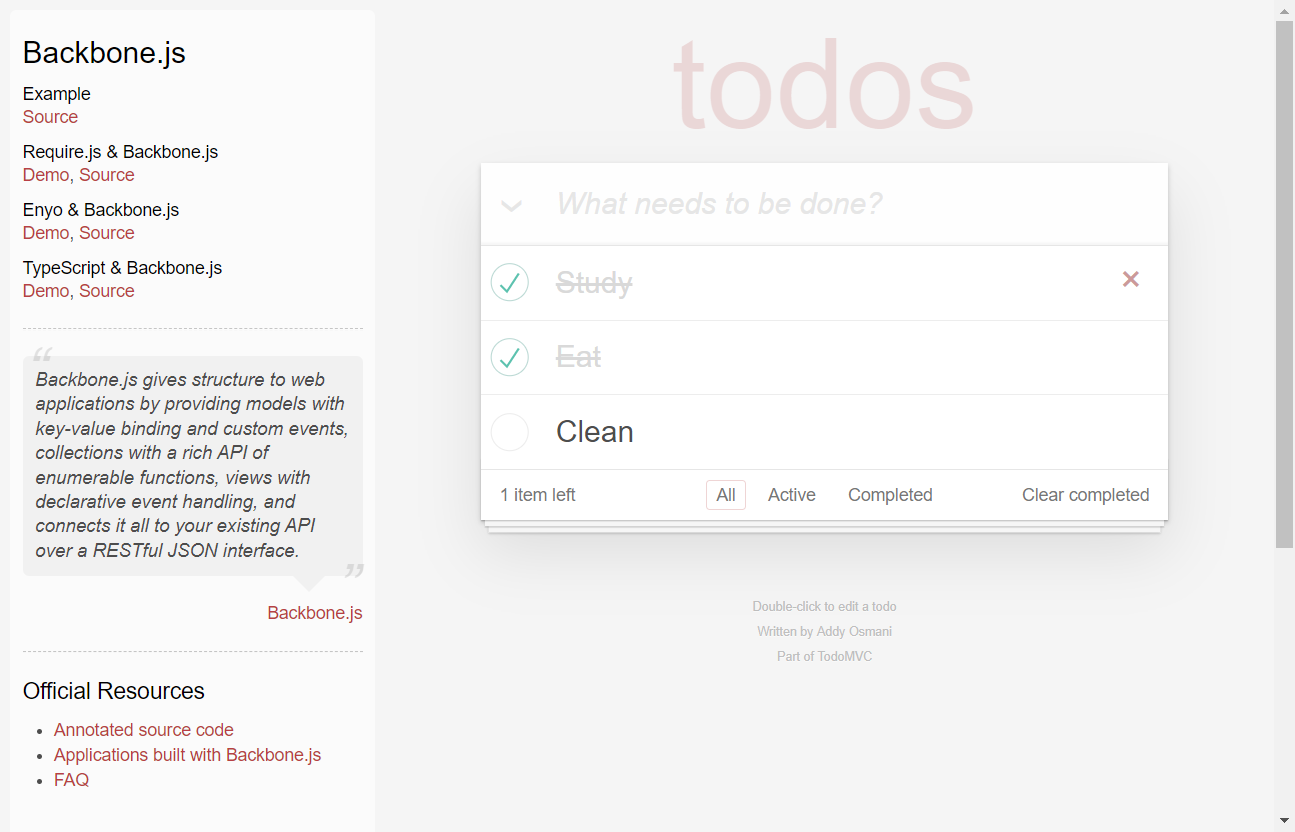 Backbone.js
Example
Source
Require.js & Backbone.js
Demo, Source
Enyo & Backbone.js
Demo, Source
TypeScript & Backbone.js
Demo, Source
“
Backbone.js gives structure to web
applications by providing models with
key-value binding and custom events,
collections with a rich API of
enumerable functions, views with
declarative event handling, and
connects it all to your existing API
over a RESTful JSON interface.
”
Backbone.js
Official Resources
• Annotated source code
• Applications built with Backbone.js
• FAQ
todos
What needs to be done?
Study
Eat
Clean
1 item left All Active Completed Clear completed
Double-click to edit a todo
Written by Addy Osmani
Part of TodoMVC